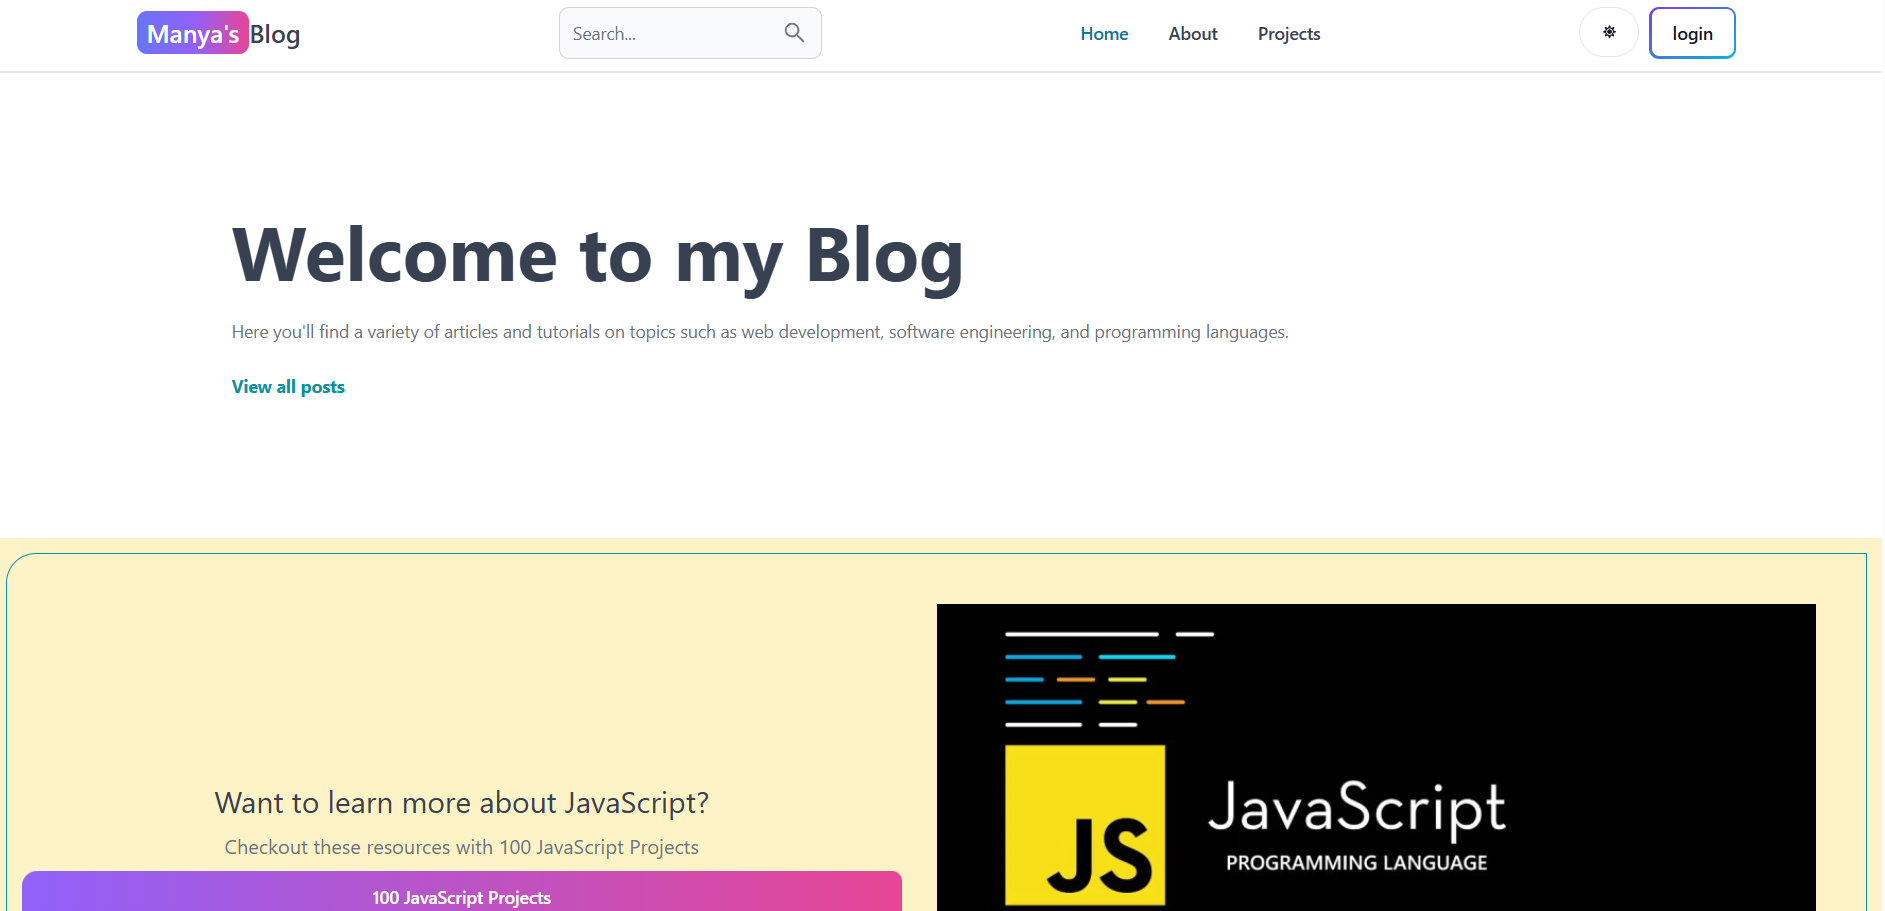 Manya's Blog
Search...
Home About Projects
login
Welcome to my Blog
Here you'll find a variety of articles and tutorials on topics such as web development, software engineering, and programming languages.
View all posts
Want to learn more about JavaScript?
Checkout these resources with 100 JavaScript Projects
100 JavaScript Projects
JS
JavaScript
PROGRAMMING LANGUAGE